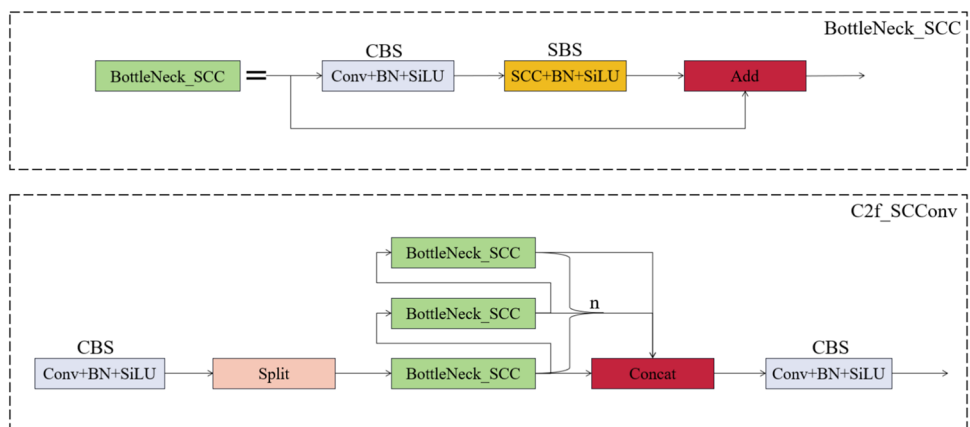 BottleNeck_SCC
CBS
SBS
BottleNeck_SCC
=
Conv+BN+SiLU
SCC+BN+SiLU
Add
C2f_SCConv
BottleNeck_SCC
n
BottleNeck_SCC
CBS
CBS
Conv+BN+SiLU
Split
BottleNeck_SCC
Concat
Conv+BN+SiLU